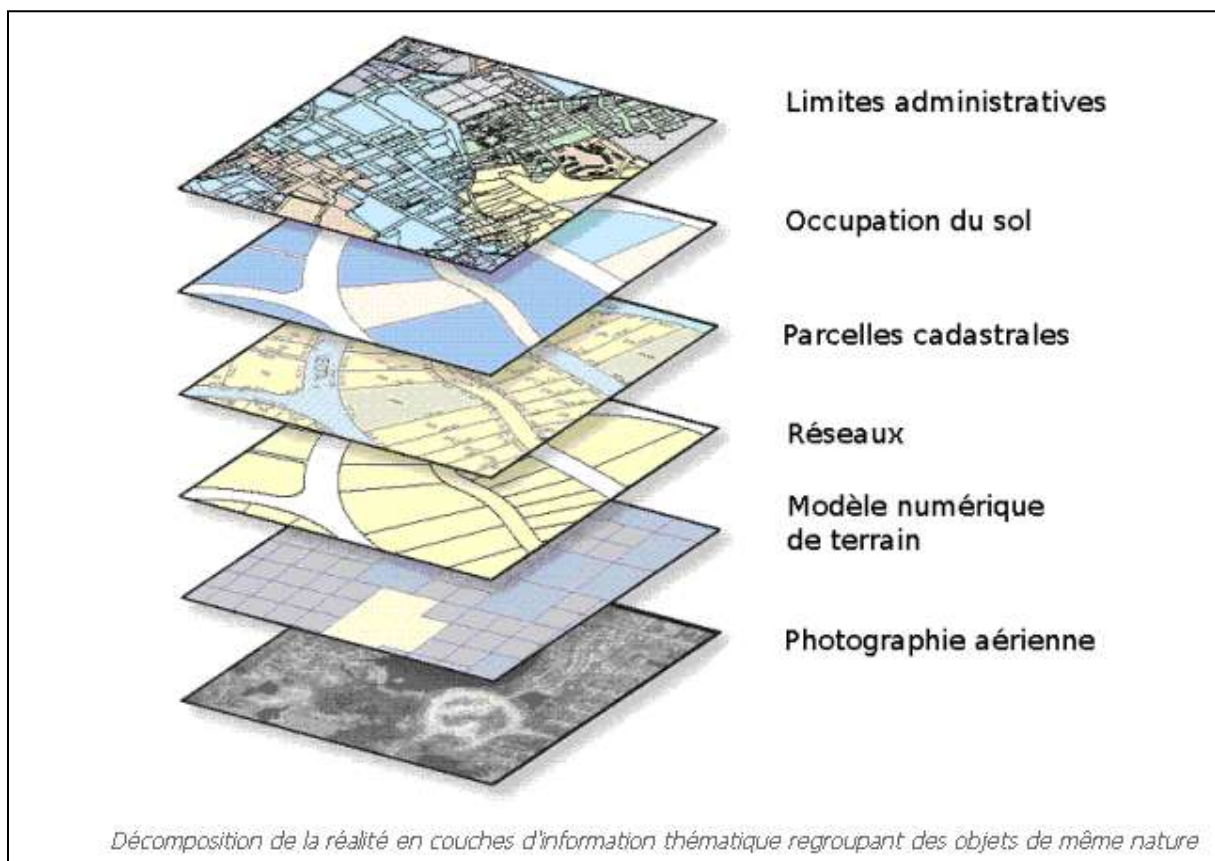 Limites administratives
Occupation du sol
Parcelles cadastrales
Réseaux
Modèle numérique
de terrain
Photographie aérienne
Décomposition de la réalité en couches d'information thématique regroupant des objets de même nature